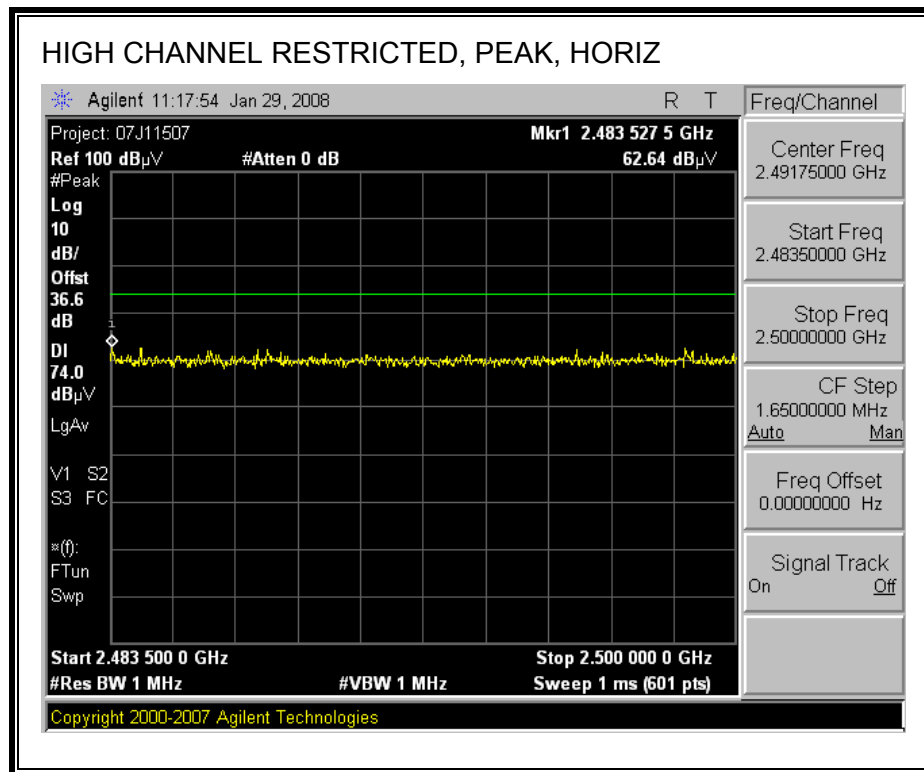 HIGH CHANNEL RESTRICTED, PEAK, HORIZ
Agilent 11:17:54 Jan 29, 2008 R T
Freq/Channel
Project: 07J11507 Mkr1 2.483 527 5 GHz
Ref 100 dBµV #Atten 0 dB 62.64 dBµV
#Peak
Log
10
dB/
Offst
36.6
dB
1
DI
74.0
dBµV
LgAv
V1 S2
S3 FC
¤(f):
FTun
Swp
Start 2.483 500 0 GHz Stop 2.500 000 0 GHz
#Res BW 1 MHz #VBW 1 MHz Sweep 1 ms (601 pts)
Center Freq
2.49175000 GHz
Start Freq
2.48350000 GHz
Stop Freq
2.50000000 GHz
CF Step
1.65000000 MHz
Auto Man
Freq Offset
0.00000000 Hz
Signal Track
On Off
Copyright 2000-2007 Agilent Technologies